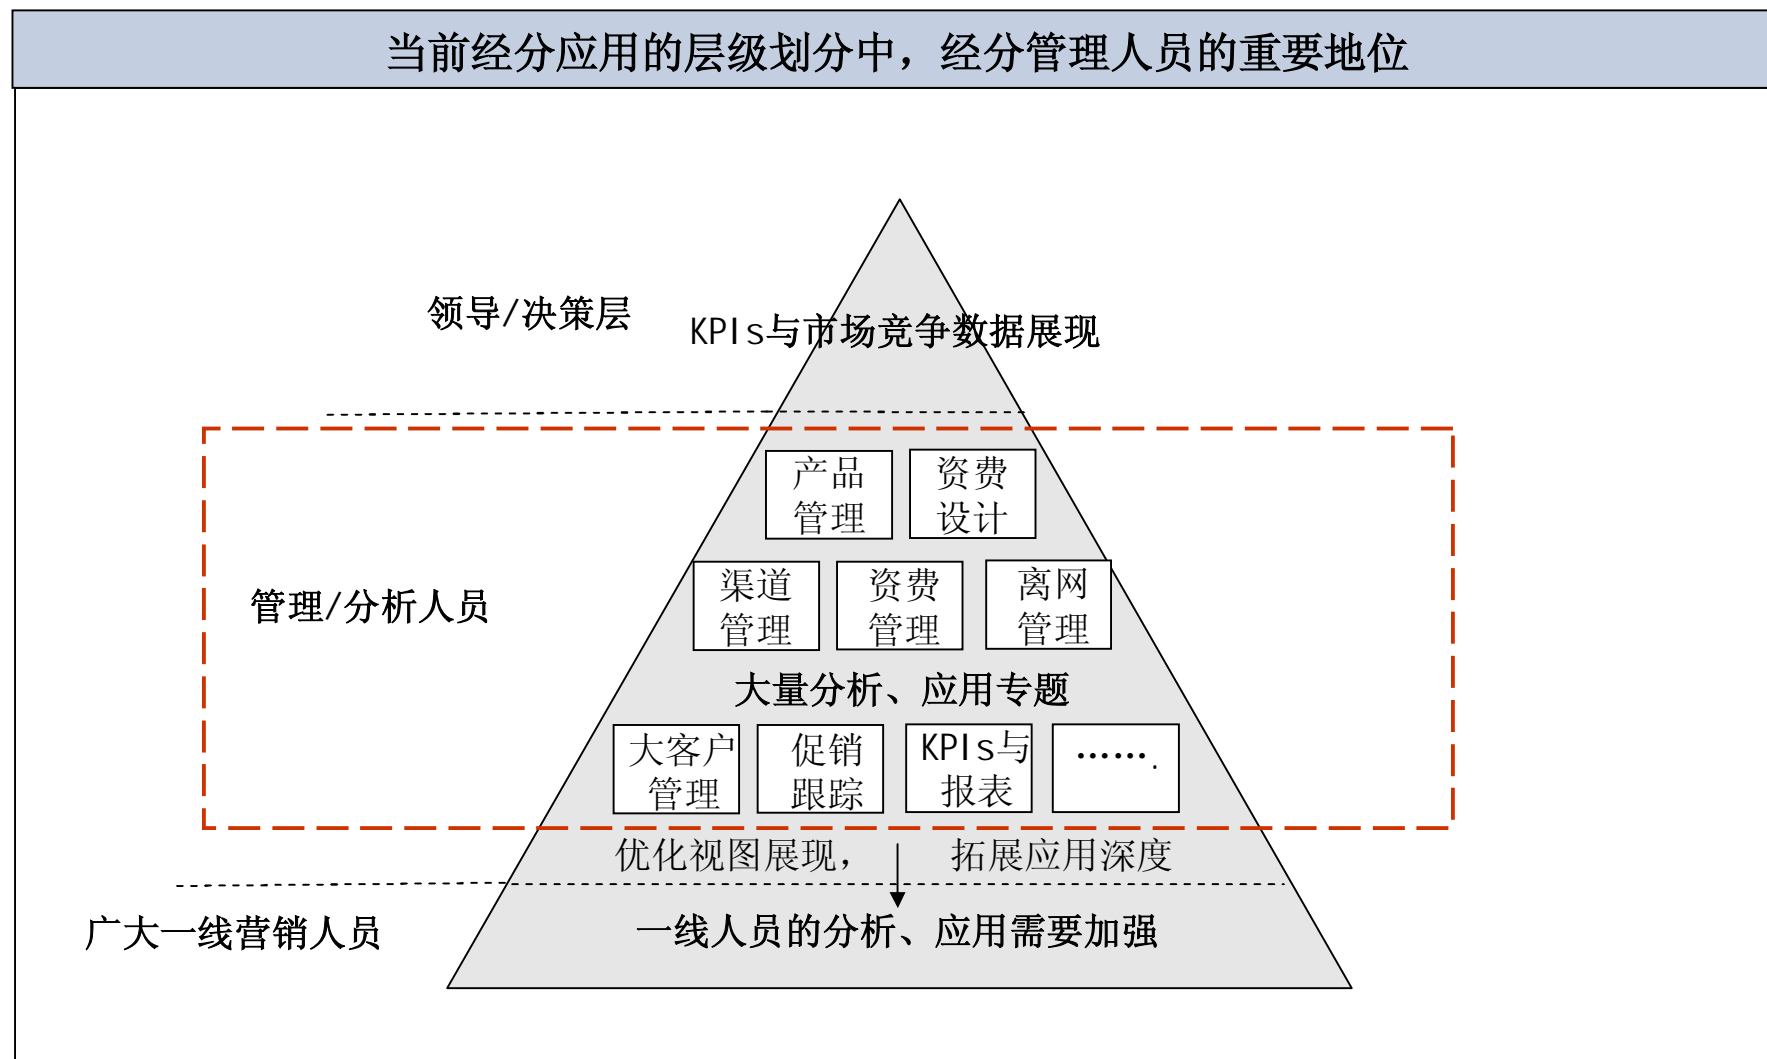 当前经分应用的层级划分中，经分管理人员的重要地位
领导/决策层
KPIs与市场竞争数据展现
产品
管理
资费
设计
管理/分析人员
渠道
管理
资费
管理
离网
管理
大量分析、应用专题
大客户
管理
促销
跟踪
KPIs与
报表
…….
优化视图展现， 拓展应用深度
广大一线营销人员
一线人员的分析、应用需要加强